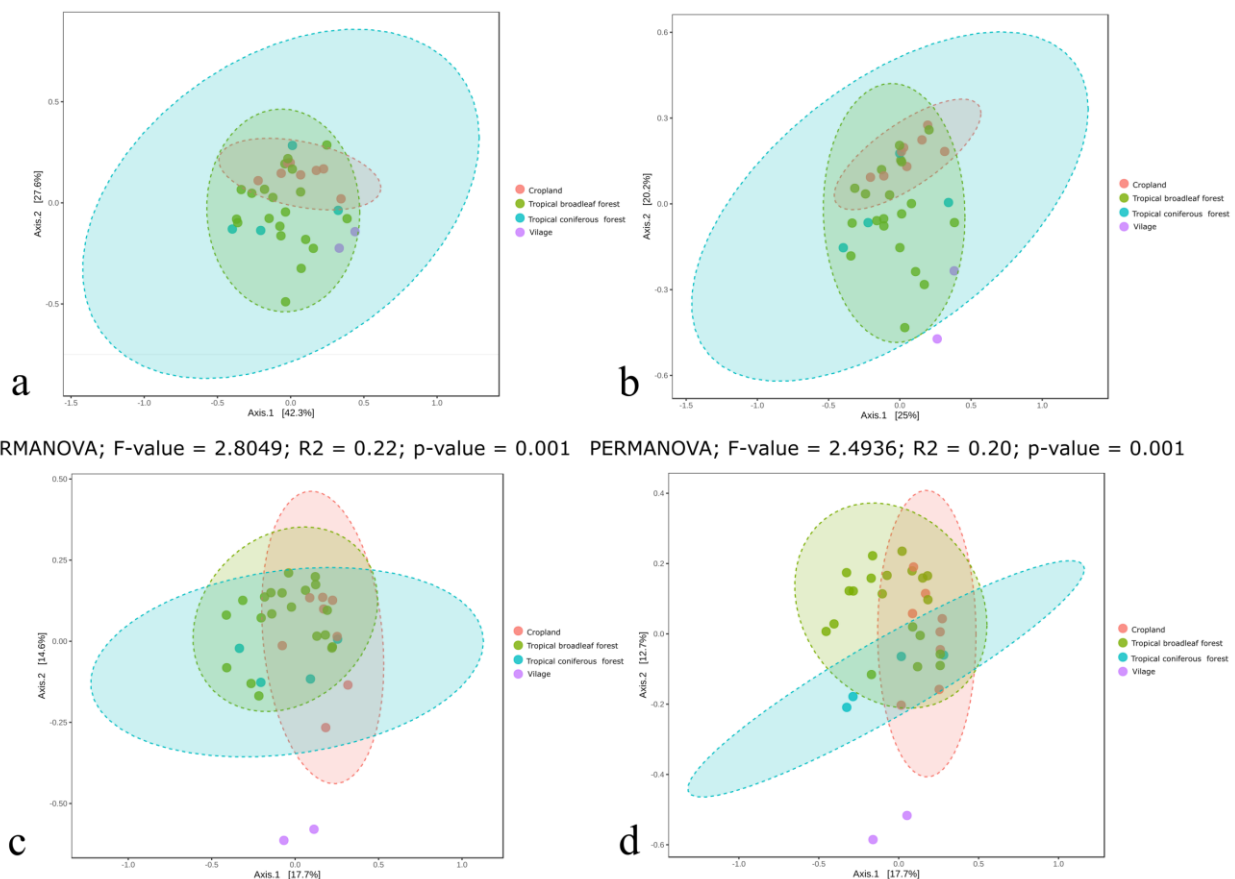 0.5
0.0
-0.5
Axis.2 [27.6%]
-1.5 -1.0 -0.5 0.0 0.5 1.0
Axis.1 [42.3%]
Cropland
Tropical broadleaf forest
Tropical coniferous forest
Vilage
a
0.6
0.3
0.0
-0.3
-0.6
Axis.2 [20.2%]
-1.5 -1.0 -0.5 0.0 0.5 1.0
Axis.1 [25%]
Cropland
Tropical broadleaf forest
Tropical coniferous forest
Vilage
b
RMANOVA; F-value = 2.8049; R2 = 0.22; p-value = 0.001
PERMANOVA; F-value = 2.4936; R2 = 0.20; p-value = 0.001
0.50
0.25
0.00
-0.25
-0.50
Axis.2 [14.6%]
-1.0 -0.5 0.0 0.5 1.0
Axis.1 [17.7%]
Cropland
Tropical broadleaf forest
Tropical coniferous forest
Vilage
c
0.4
0.2
0.0
-0.2
-0.4
-0.6
Axis.2 [12.7%]
-1.0 -0.5 0.0 0.5 1.0
Axis.1 [17.7%]
Cropland
Tropical broadleaf forest
Tropical coniferous forest
Vilage
d